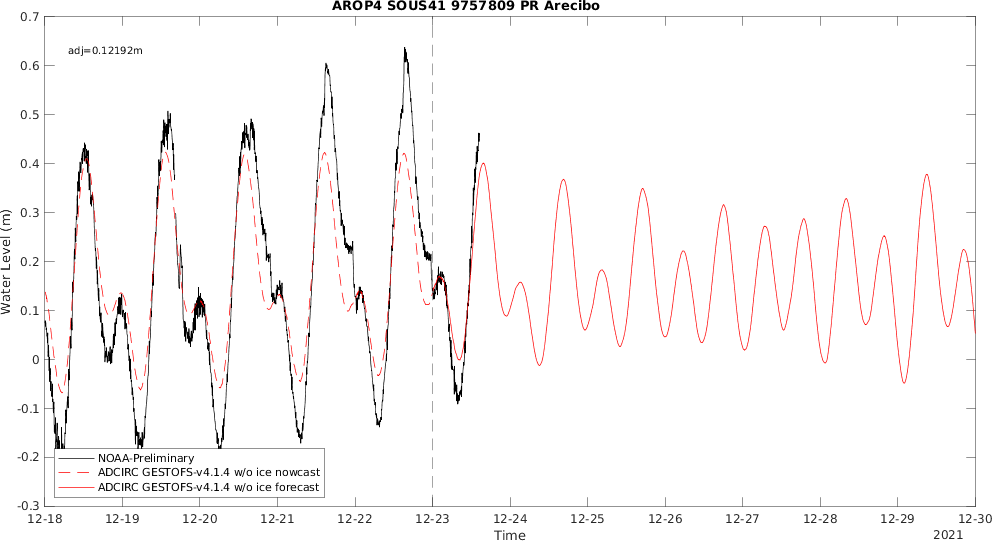 AROP4 SOUS41 9757809 PR Arecibo
adj=0.12192m
0.7
0.6
0.5
0.4
0.3
0.2
0.1
0
-0.1
-0.2
-0.3
Water Level (m)
NOAA-Preliminary
ADCIRC GESTOFS-v4.1.4 w/o ice nowcast
ADCIRC GESTOFS-v4.1.4 w/o ice forecast
12-18 12-19 12-20 12-21 12-22 12-23 12-24 12-25 12-26 12-27 12-28 12-29 12-30
Time
2021